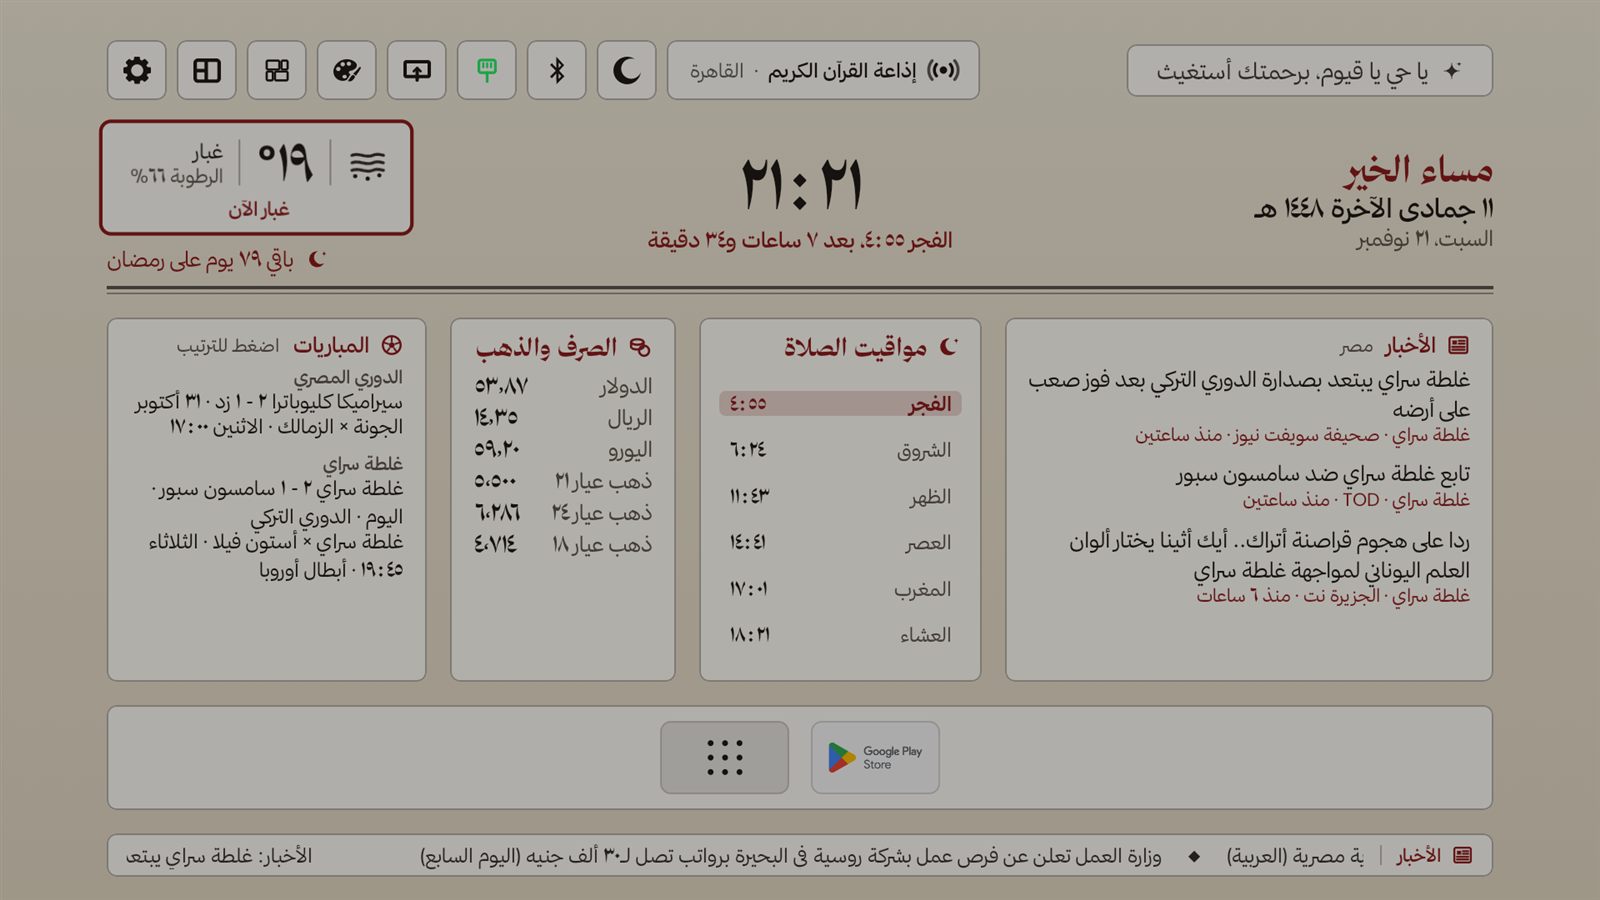 يا حي يا قيوم، برحمتك أستغيث
إذاعة القرآن الكريم · القاهرة
مساء الخير
١١ جمادى الآخرة ١٤٤٨ هـ
السبت، ٢١ نوفمبر
٢١:٢١
الفجر ٤:٥٥، بعد ٧ ساعات و٣٤ دقيقة
١٩°
غبار
الرطوبة ٦٦%
غبار الآن
باقي ٧٩ يوم على رمضان
الأخبار مصر
غلطة سراي يبتعد بصدارة الدوري التركي بعد فوز صعب
على أرضه
غلطة سراي · صحيفة سويفت نيوز · منذ ساعتين
تابع غلطة سراي ضد سامسون سبور
غلطة سراي · TOD · منذ ساعتين
ردا على هجوم قراصنة أتراك.. أيك أثينا يختار ألوان
العلم اليوناني لمواجهة غلطة سراي
غلطة سراي · الجزيرة نت · منذ ٦ ساعات
مواقيت الصلاة
الفجر ٤:٥٥
الشروق ٦:٢٤
الظهر ١١:٤٣
العصر ١٤:٤١
المغرب ١٧:٠١
العشاء ١٨:٢١
الصرف والذهب
الدولار ٥٣٫٨٧
الريال ١٤٫٣٥
اليورو ٥٩٫٢٠
ذهب عيار ٢١ ٥٬٥٠٠
ذهب عيار ٢٤ ٦٬٢٨٦
ذهب عيار ١٨ ٤٬٧١٤
المباريات اضغط للترتيب
الدوري المصري
سيراميكا كليوباترا ٢ - ١ زد · ٣١ أكتوبر
الجونة × الزمالك · الاثنين ١٧:٠٠
غلطة سراي
غلطة سراي ٢ - ١ سامسون سبور ·
اليوم · الدوري التركي
غلطة سراي × أستون فيلا · الثلاثاء
١٩:٤٥ · أبطال أوروبا
Google Play
Store
الأخبار
ية مصرية (العربية) ◆ وزارة العمل تعلن عن فرص عمل بشركة روسية في البحيرة برواتب تصل لـ٣٠ ألف جنيه (اليوم السابع) الأخبار: غلطة سراي يبتعد